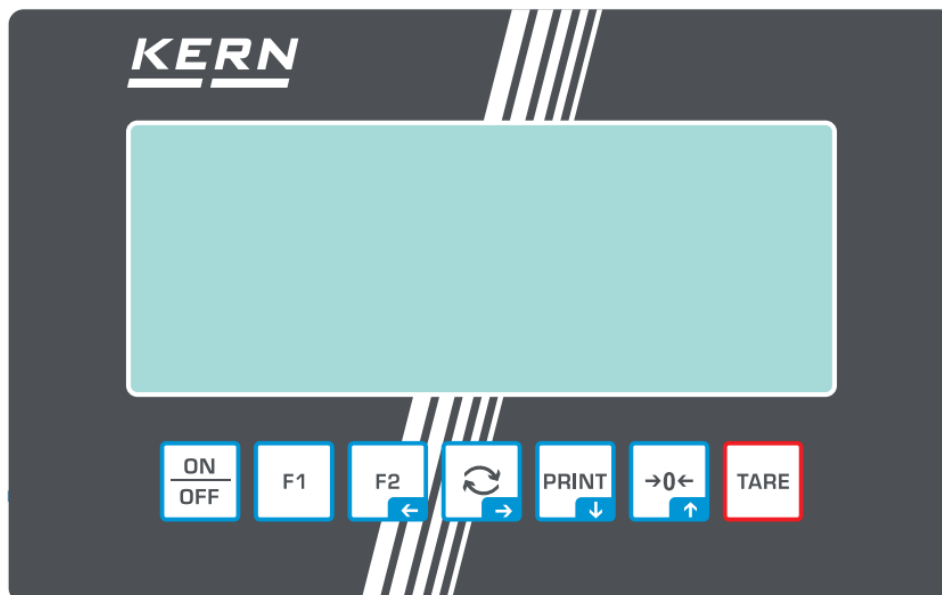 KERN
ON
OFF
F1
F2
←
→
PRINT
↓
→0←
↑
TARE